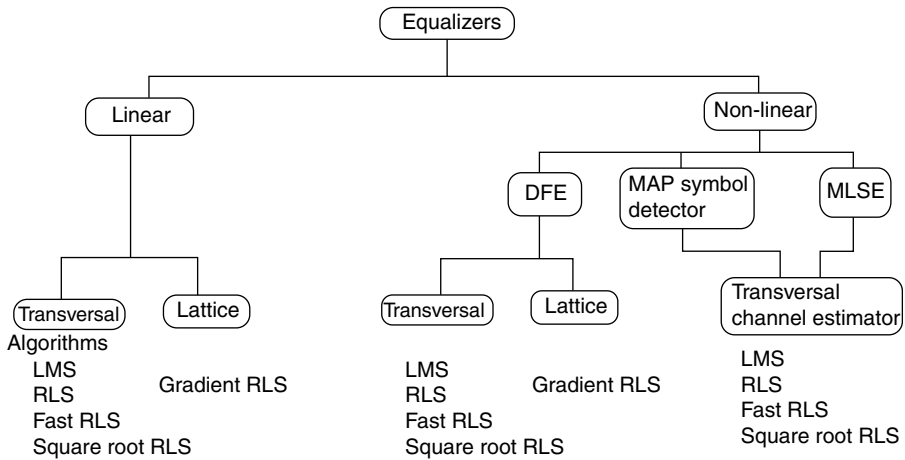 Equalizers
Linear
Non-linear
DFE
MAP symbol
detector
MLSE
Transversal
Lattice
Transversal
Lattice
Transversal
channel estimator
Algorithms
LMS
RLS
Fast RLS
Square root RLS
Gradient RLS
LMS
RLS
Fast RLS
Square root RLS
Gradient RLS
LMS
RLS
Fast RLS
Square root RLS